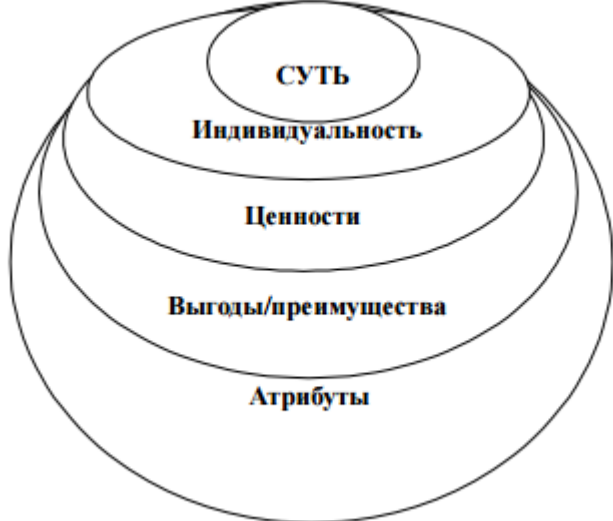 СУТЬ
Индивидуальность
Ценности
Выгоды/преимущества
Атрибуты